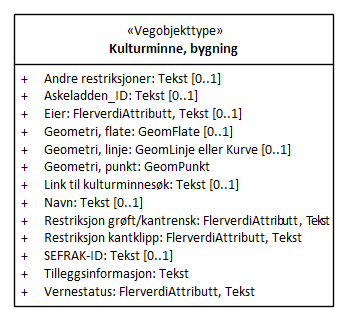 «Vegobjekttype»
Kulturminne, bygning
+ Andre restriksjoner: Tekst [0..1]
+ Askeladden_ID: Tekst [0..1]
+ Eier: FlerverdiAttributt, Tekst [0..1]
+ Geometri, flate: GeomFlate [0..1]
+ Geometri, linje: GeomLinje eller Kurve [0..1]
+ Geometri, punkt: GeomPunkt
+ Link til kulturminnesøk: Tekst [0..1]
+ Navn: Tekst [0..1]
+ Restriksjon grøft/kantrensk: FlerverdiAttributt, Tekst
+ Restriksjon kantklipp: FlerverdiAttributt, Tekst
+ SEFRAK-ID: Tekst [0..1]
+ Tilleggsinformasjon: Tekst
+ Vernestatus: FlerverdiAttributt, Tekst